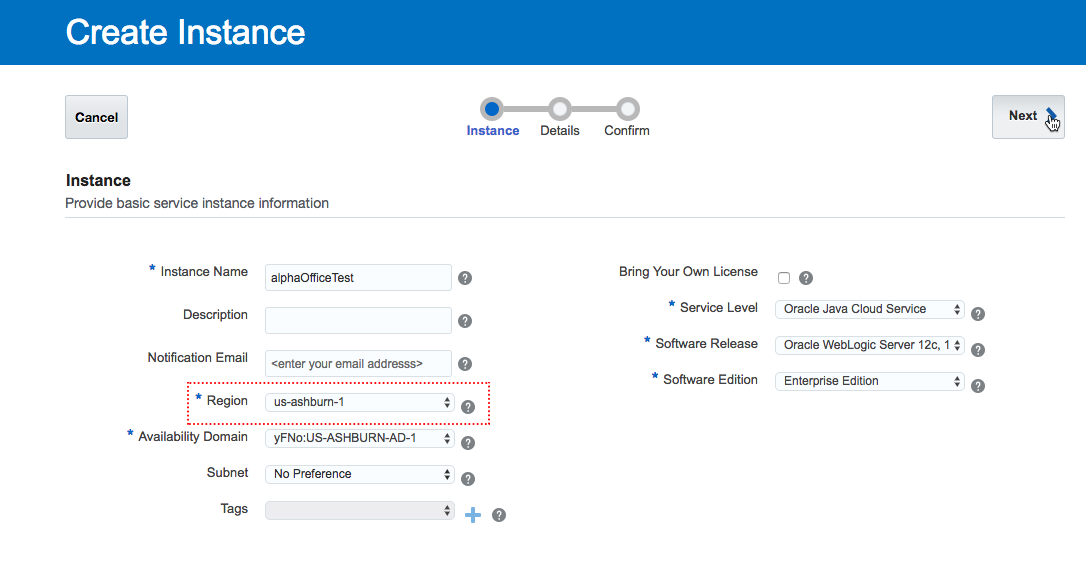 Create Instance
Cancel
Instance
Details
Confirm
Next
Instance
Provide basic service instance information
* Instance Name
alphaOfficeTest
?
Description
?
Notification Email
<enter your email addresss>
?
* Region
us-ashburn-1
?
* Availability Domain
yFNo:US-ASHBURN-AD-1
?
Subnet
No Preference
?
Tags
?
Bring Your Own License
?
* Service Level
Oracle Java Cloud Service
?
* Software Release
Oracle WebLogic Server 12c, 1
?
* Software Edition
Enterprise Edition
?